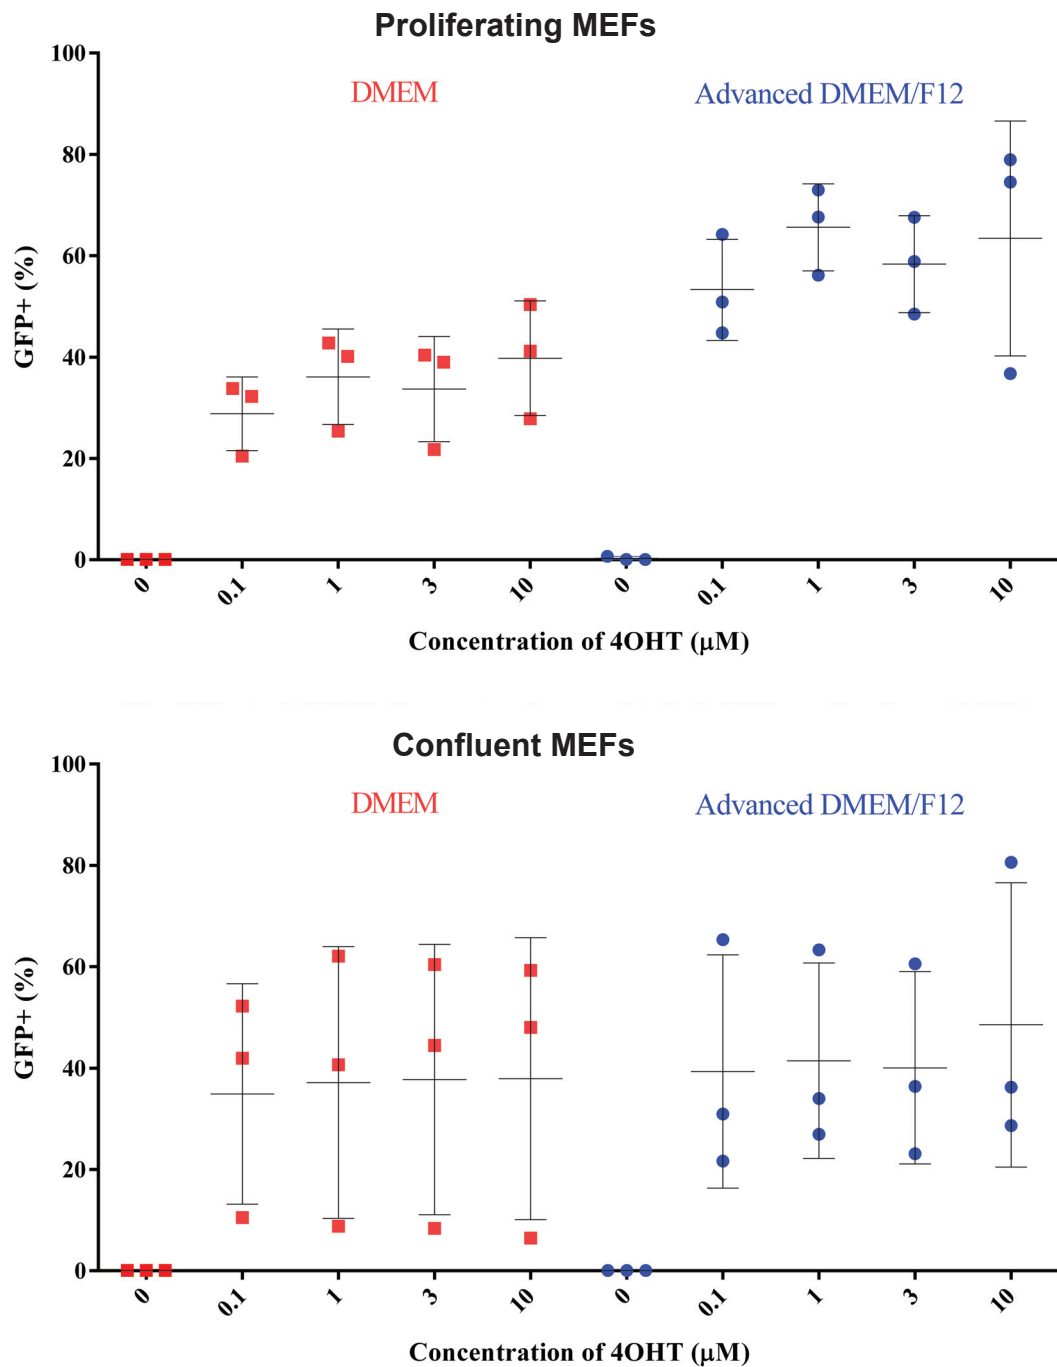 Proliferating MEFs
DMEM Advanced DMEM/F12
GFP+ (%)
100
80
60
40
20
0
0 0.1 1 3 10 0 0.1 1 3 10
Concentration of 4OHT (μM)
Confluent MEFs
DMEM Advanced DMEM/F12
GFP+ (%)
100
80
60
40
20
0
0 0.1 1 3 10 0 0.1 1 3 10
Concentration of 4OHT (μM)